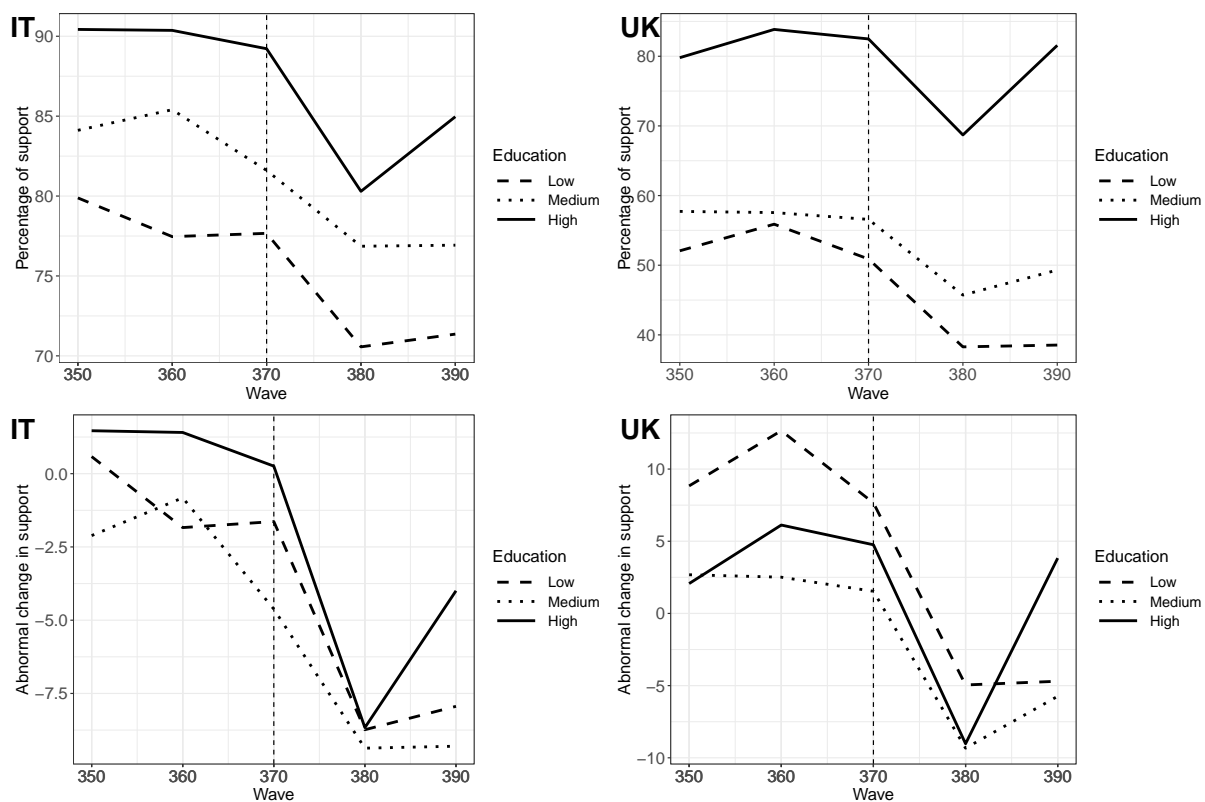 IT
90
85
80
75
70
Percentage of support
350 360 370 380 390
Wave
Education
Low
Medium
High
UK
80
70
60
50
40
Percentage of support
350 360 370 380 390
Wave
Education
Low
Medium
High
IT
0.0
−2.5
−5.0
−7.5
Abnormal change in support
350 360 370 380 390
Wave
Education
Low
Medium
High
UK
10
5
0
−5
−10
Abnormal change in support
350 360 370 380 390
Wave
Education
Low
Medium
High